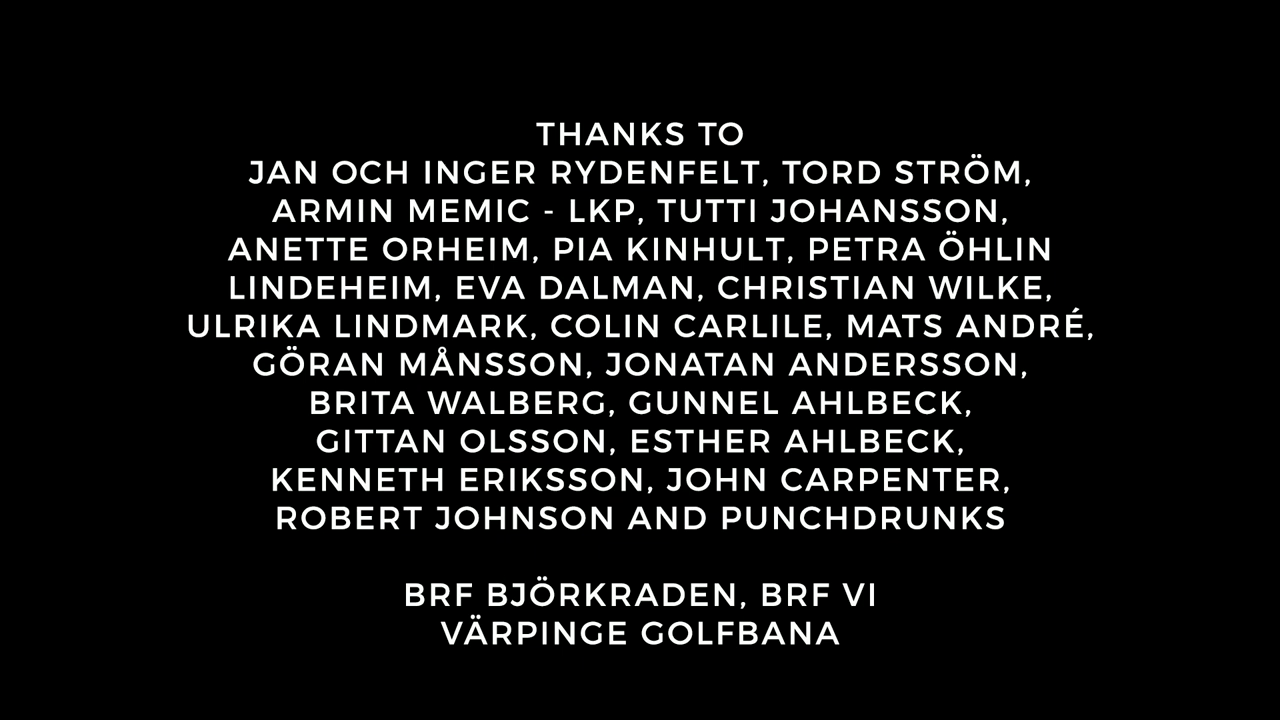 THANKS TO
JAN OCH INGER RYDENFELT, TORD STRÖM,
ARMIN MEMIC - LKP, TUTTI JOHANSSON,
ANETTE ORHEIM, PIA KINHULT, PETRA ÖHLIN
LINDEHEIM, EVA DALMAN, CHRISTIAN WILKE,
ULRIKA LINDMARK, COLIN CARLILE, MATS ANDRÉ,
GÖRAN MÅNSSON, JONATAN ANDERSSON,
BRITA WALBERG, GUNNEL AHLBECK,
GITTAN OLSSON, ESTHER AHLBECK,
KENNETH ERIKSSON, JOHN CARPENTER,
ROBERT JOHNSON AND PUNCHDRUNKS
BRF BJÖRKRADEN, BRF VI
VÄRPINGE GOLFBANA